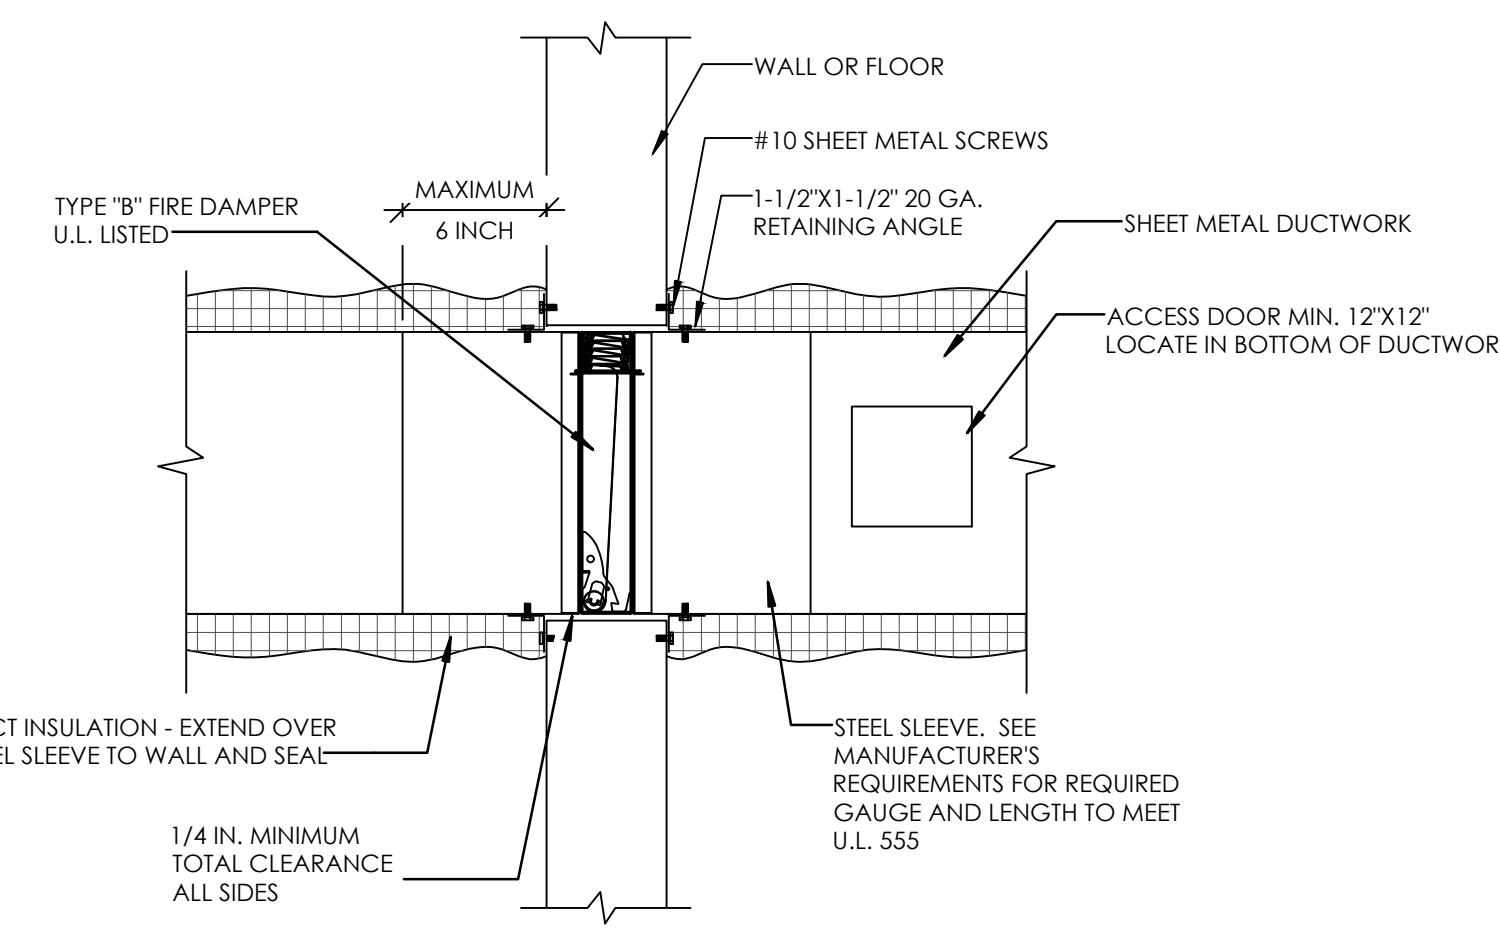 WALL OR FLOOR
#10 SHEET METAL SCREWS
1-1/2"X1-1/2" 20 GA.
RETAINING ANGLE
MAXIMUM
6 INCH
TYPE "B" FIRE DAMPER
U.L. LISTED
SHEET METAL DUCTWORK
ACCESS DOOR MIN. 12"X12"
LOCATE IN BOTTOM OF DUCTWOR
CT INSULATION - EXTEND OVER
EL SLEEVE TO WALL AND SEAL
STEEL SLEEVE. SEE
MANUFACTURER'S
REQUIREMENTS FOR REQUIRED
GAUGE AND LENGTH TO MEET
U.L. 555
1/4 IN. MINIMUM
TOTAL CLEARANCE
ALL SIDES